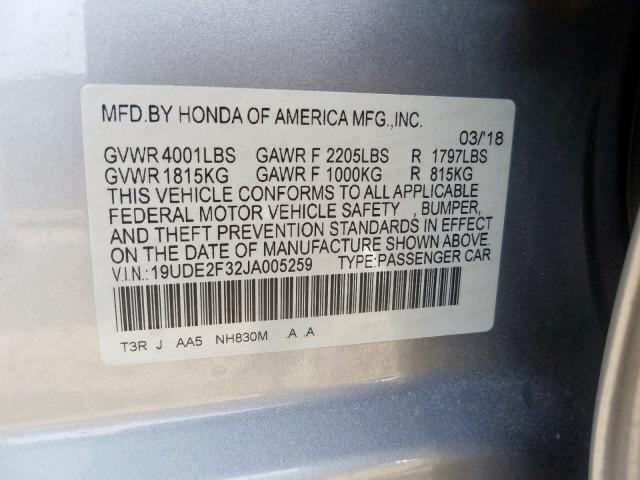 MFD.BY HONDA OF AMERICA MFG.,INC.
03/'18
GVWR 4001LBS GAWR F 2205LBS R 1797LBS
GVWR 1815KG GAWR F 1000KG R 815KG
THIS VEHICLE CONFORMS TO ALL APPLICABLE
FEDERAL MOTOR VEHICLE SAFETY , BUMPER,
AND THEFT PREVENTION STANDARDS IN EFFECT
ON THE DATE OF MANUFACTURE SHOWN ABOVE.
V.I.N.: 19UDE2F32JA005259 TYPE:PASSENGER CAR
T3R J AA5 NH830M .A .A